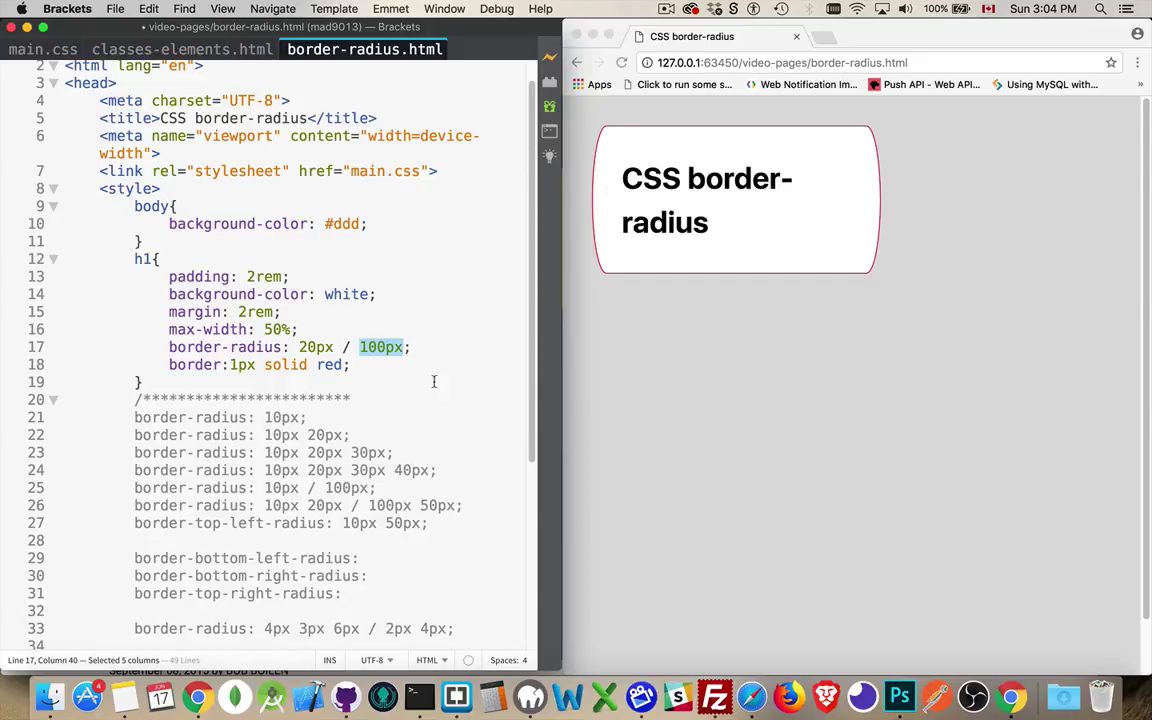 Brackets File Edit Find View Navigate Template Emmet Window Debug Help 100% Sun 3:04 PM
• video-pages/border-radius.html (mad9013) — Brackets
main.css classes-elements.html border-radius.html
2 <html lang="en">
3 <head>
4 <meta charset="UTF-8">
5 <title>CSS border-radius</title>
6 <meta name="viewport" content="width=device-
width">
7 <link rel="stylesheet" href="main.css">
8 <style>
9 body{
10 background-color: #ddd;
11 }
12 h1{
13 padding: 2rem;
14 background-color: white;
15 margin: 2rem;
16 max-width: 50%;
17 border-radius: 20px / 100px;
18 border:1px solid red;
19 }
20 /************************
21 border-radius: 10px;
22 border-radius: 10px 20px;
23 border-radius: 10px 20px 30px;
24 border-radius: 10px 20px 30px 40px;
25 border-radius: 10px / 100px;
26 border-radius: 10px 20px / 100px 50px;
27 border-top-left-radius: 10px 50px;
28
29 border-bottom-left-radius:
30 border-bottom-right-radius:
31 border-top-right-radius:
32
33 border-radius: 4px 3px 6px / 2px 4px;
34
Line 17, Column 40 — Selected 5 columns — 49 Lines INS UTF-8 HTML Spaces: 4
CSS border-radius
127.0.0.1:63450/video-pages/border-radius.html
Apps Click to run some s... Web Notification Im... Push API - Web API... Using MySQL with... »
CSS border-
radius
4
JUN
17
Ps